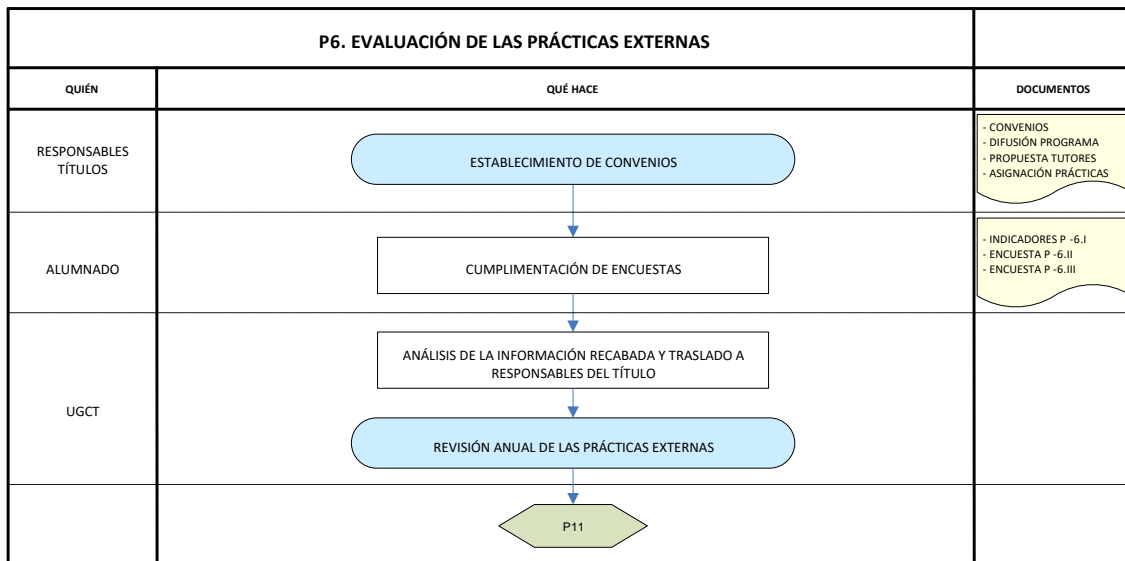 P6. EVALUACIÓN DE LAS PRÁCTICAS EXTERNAS
QUIÉN
QUÉ HACE
DOCUMENTOS
RESPONSABLES
TÍTULOS
ESTABLECIMIENTO DE CONVENIOS
- CONVENIOS
- DIFUSIÓN PROGRAMA
- PROPUESTA TUTORES
- ASIGNACIÓN PRÁCTICAS
ALUMNADO
CUMPLIMENTACIÓN DE ENCUESTAS
- INDICADORES P -6.I
- ENCUESTA P -6.II
- ENCUESTA P -6.III
UGCT
ANÁLISIS DE LA INFORMACIÓN RECABADA Y TRASLADO A
RESPONSABLES DEL TÍTULO
REVISIÓN ANUAL DE LAS PRÁCTICAS EXTERNAS
P11